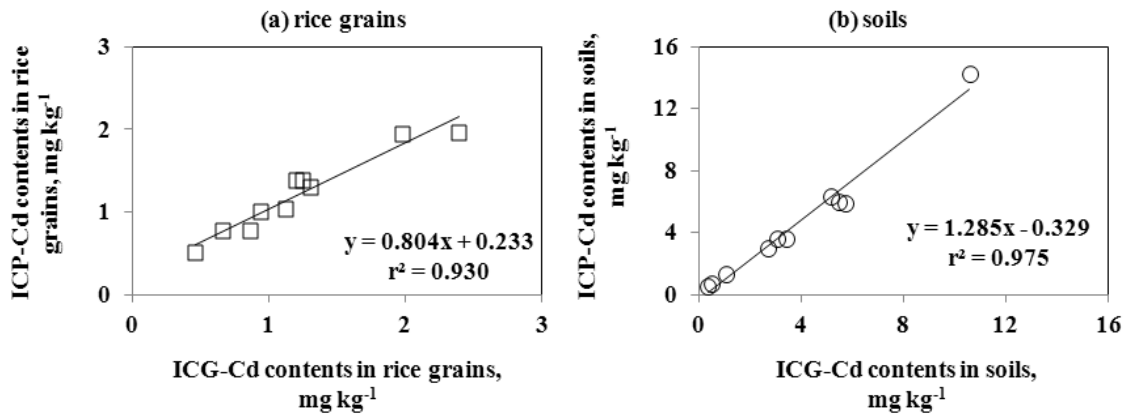 (a) rice grains
ICP-Cd contents in rice
grains, mg kg⁻¹
3
2
1
0
0 1 2 3
y = 0.804x + 0.233
r² = 0.930
ICG-Cd contents in rice grains,
mg kg⁻¹
(b) soils
ICP-Cd contents in soils,
mg kg⁻¹
16
12
8
4
0
0 4 8 12 16
y = 1.285x - 0.329
r² = 0.975
ICG-Cd contents in soils,
mg kg⁻¹